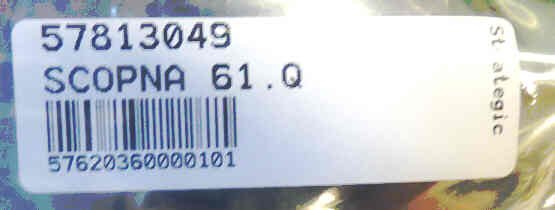 57813049
SCOPNA 61.Q
57620360000101
St ategic